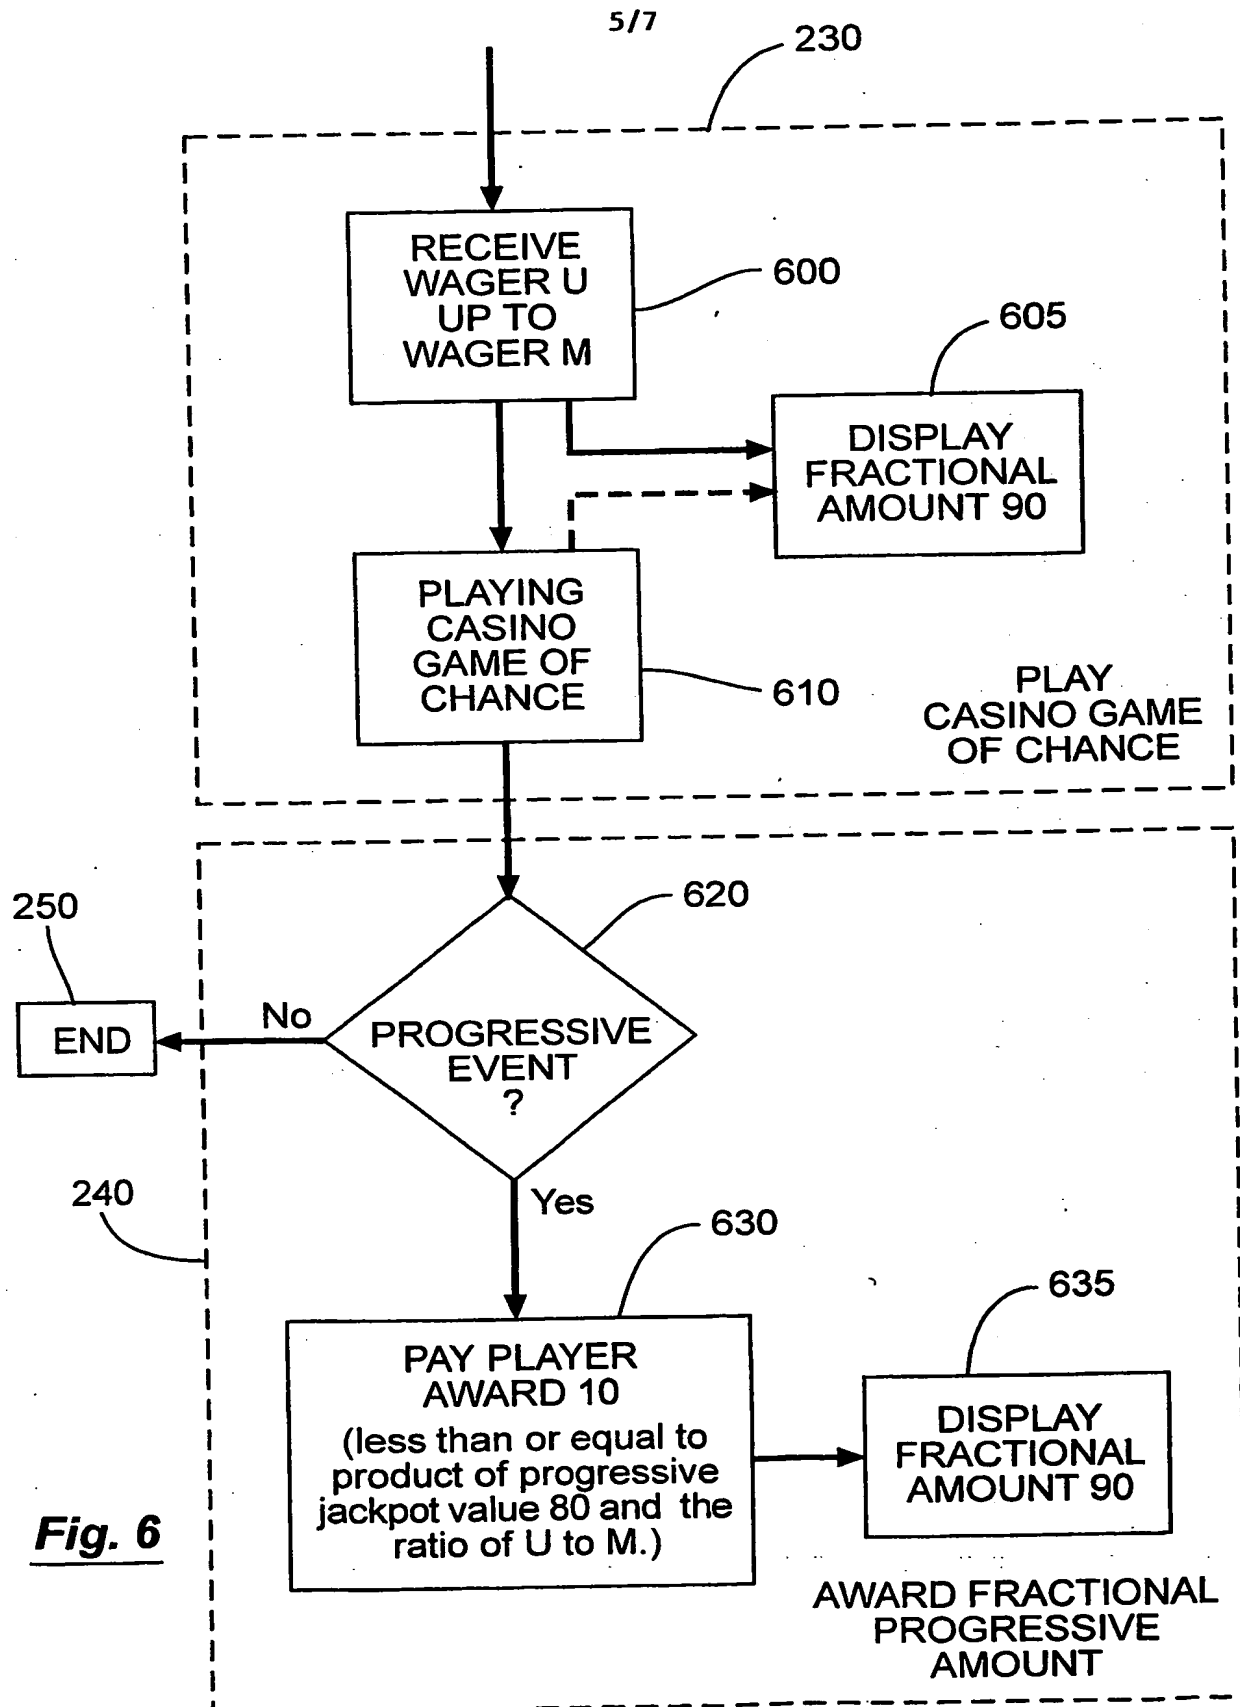 5/7
230
RECEIVE
WAGER U
UP TO
WAGER M
600
605
DISPLAY
FRACTIONAL
AMOUNT 90
PLAYING
CASINO
GAME OF
CHANCE
610
PLAY
CASINO GAME
OF CHANCE
620
250
END
No
PROGRESSIVE
EVENT
?
240
Yes
630
635
PAY PLAYER
AWARD 10
(less than or equal to
product of progressive
jackpot value 80 and the
ratio of U to M.)
DISPLAY
FRACTIONAL
AMOUNT 90
Fig. 6
AWARD FRACTIONAL
PROGRESSIVE
AMOUNT